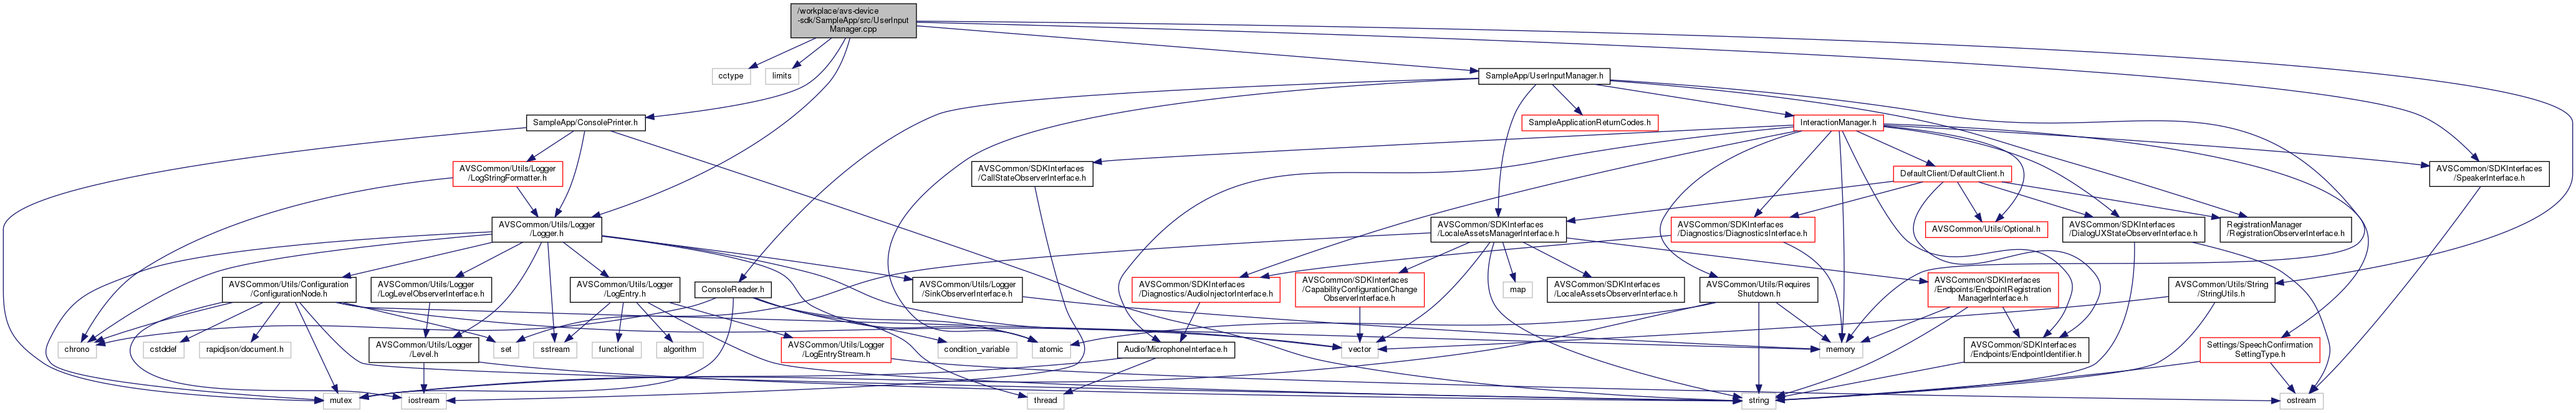 /workplace/avs-device
-sdk/SampleApp/src/UserInput
Manager.cpp
cctype
limits
SampleApp/UserInputManager.h
SampleApp/ConsolePrinter.h
SampleApplicationReturnCodes.h
InteractionManager.h
AVSCommon/Utils/Logger
/LogStringFormatter.h
AVSCommon/SDKInterfaces
/CallStateObserverInterface.h
DefaultClient/DefaultClient.h
AVSCommon/SDKInterfaces
/SpeakerInterface.h
AVSCommon/Utils/Logger
/Logger.h
AVSCommon/SDKInterfaces
/LocaleAssetsManagerInterface.h
AVSCommon/SDKInterfaces
/Diagnostics/DiagnosticsInterface.h
AVSCommon/Utils/Optional.h
AVSCommon/SDKInterfaces
/DialogUXStateObserverInterface.h
RegistrationManager
/RegistrationObserverInterface.h
AVSCommon/Utils/Configuration
/ConfigurationNode.h
AVSCommon/Utils/Logger
/LogLevelObserverInterface.h
AVSCommon/Utils/Logger
/LogEntry.h
ConsoleReader.h
AVSCommon/Utils/Logger
/SinkObserverInterface.h
AVSCommon/SDKInterfaces
/Diagnostics/AudioInjectorInterface.h
AVSCommon/SDKInterfaces
/CapabilityConfigurationChange
ObserverInterface.h
map
AVSCommon/SDKInterfaces
/LocaleAssetsObserverInterface.h
AVSCommon/Utils/Requires
Shutdown.h
AVSCommon/SDKInterfaces
/Endpoints/EndpointRegistration
ManagerInterface.h
AVSCommon/Utils/String
/StringUtils.h
chrono
cstddef
rapidjson/document.h
AVSCommon/Utils/Logger
/Level.h
set
sstream
functional
algorithm
AVSCommon/Utils/Logger
/LogEntryStream.h
condition_variable
atomic
Audio/MicrophoneInterface.h
vector
memory
AVSCommon/SDKInterfaces
/Endpoints/EndpointIdentifier.h
Settings/SpeechConfirmation
SettingType.h
mutex
iostream
thread
string
ostream